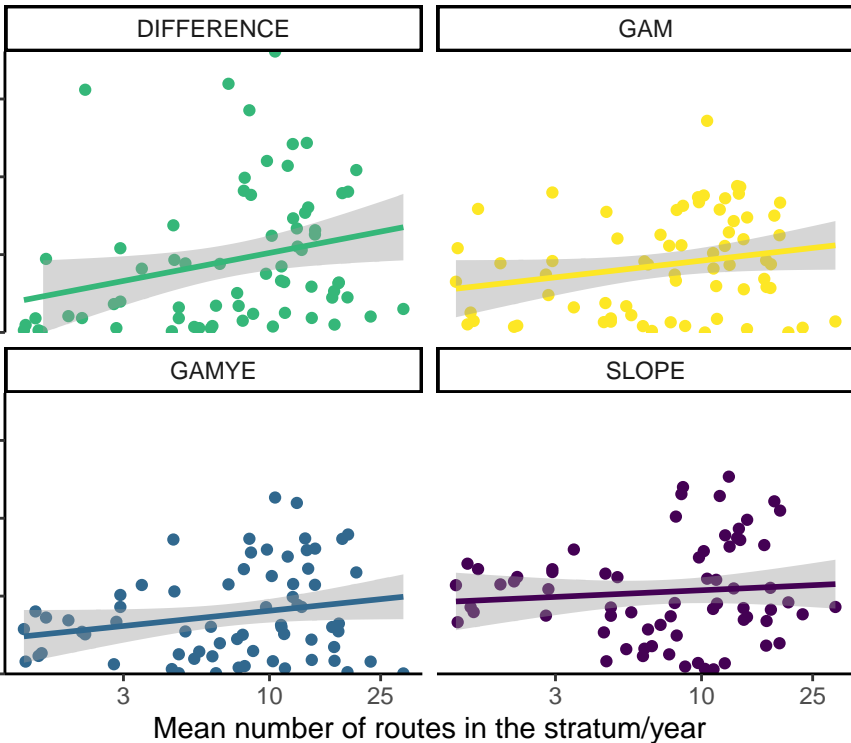 DIFFERENCE GAM
GAMYE SLOPE
3 10 25 3 10 25
Mean number of routes in the stratum/year